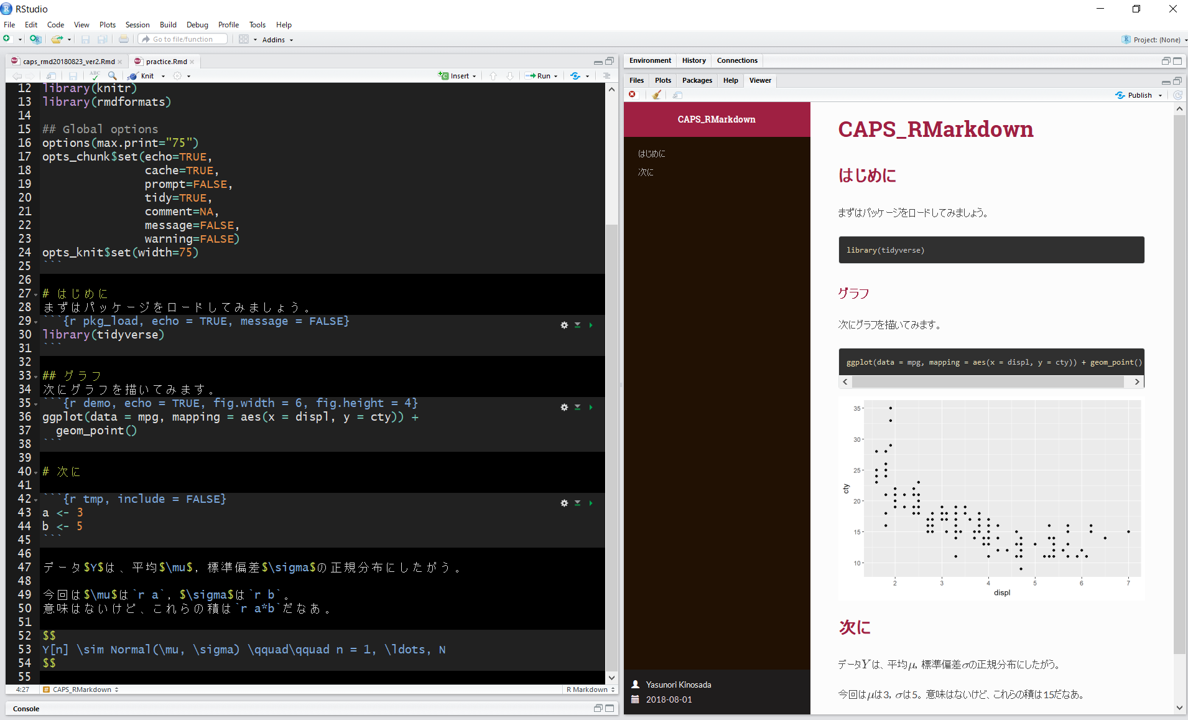 RStudio
File Edit Code View Plots Session Build Debug Profile Tools Help
Go to file/function Addins Project: (None)
caps_rmd20180823_ver2.Rmd practice.Rmd
Knit Insert Run
12 library(knitr)
13 library(rmdformats)
14
15 ## Global options
16 options(max.print="75")
17 opts_chunk$set(echo=TRUE,
18 cache=TRUE,
19 prompt=FALSE,
20 tidy=TRUE,
21 comment=NA,
22 message=FALSE,
23 warning=FALSE)
24 opts_knit$set(width=75)
25 ```
26
27 # はじめに
28 まずはパッケージをロードしてみましょう。
29 ```{r pkg_load, echo = TRUE, message = FALSE}
30 library(tidyverse)
31 ```
32
33 ## グラフ
34 次にグラフを描いてみます。
35 ```{r demo, echo = TRUE, fig.width = 6, fig.height = 4}
36 ggplot(data = mpg, mapping = aes(x = displ, y = cty)) +
37 geom_point()
38 ```
39
40 # 次に
41
42 ```{r tmp, include = FALSE}
43 a <- 3
44 b <- 5
45 ```
46
47 データ$Y$は、平均$\mu$, 標準偏差$\sigma$の正規分布にしたがう。
48
49 今回は$\mu$は`r a`, $\sigma$は`r b`。
50 意味はないけど、これらの積は`r a*b`だなあ。
51
52 $$
53 Y[n] \sim Normal(\mu, \sigma) \qquad\qquad n = 1, \ldots, N
54 $$
55
4:27 CAPS_RMarkdown R Markdown
Console
Environment History Connections
Files Plots Packages Help Viewer
Publish
CAPS_RMarkdown
はじめに
次に
Yasunori Kinosada
2018-08-01
CAPS_RMarkdown
はじめに
まずはパッケージをロードしてみましょう。
library(tidyverse)
グラフ
次にグラフを描いてみます。
ggplot(data = mpg, mapping = aes(x = displ, y = cty)) + geom_point()
35
30
25
20
15
10
cty
2 3 4 5 6 7
displ
次に
データYは、平均μ, 標準偏差σの正規分布にしたがう。
今回はμは3, σは5。意味はないけど、これらの積は15だなあ。